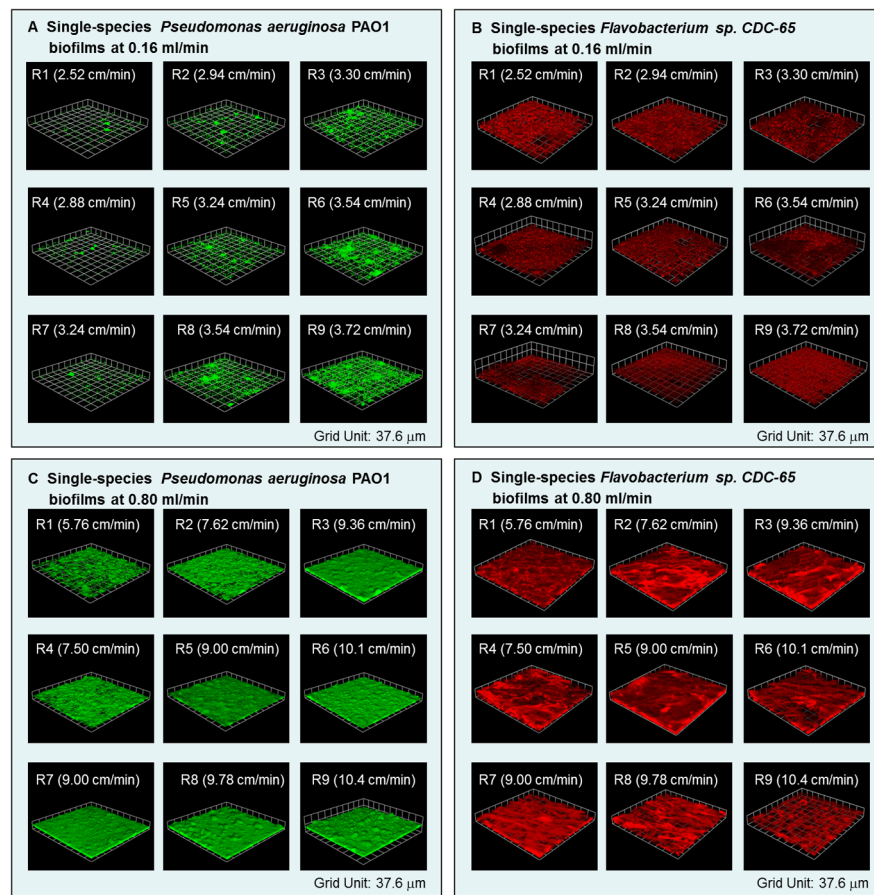 A Single-species Pseudomonas aeruginosa PAO1
biofilms at 0.16 ml/min
R1 (2.52 cm/min) R2 (2.94 cm/min) R3 (3.30 cm/min)
R4 (2.88 cm/min) R5 (3.24 cm/min) R6 (3.54 cm/min)
R7 (3.24 cm/min) R8 (3.54 cm/min) R9 (3.72 cm/min)
Grid Unit: 37.6 μm
B Single-species Flavobacterium sp. CDC-65
biofilms at 0.16 ml/min
R1 (2.52 cm/min) R2 (2.94 cm/min) R3 (3.30 cm/min)
R4 (2.88 cm/min) R5 (3.24 cm/min) R6 (3.54 cm/min)
R7 (3.24 cm/min) R8 (3.54 cm/min) R9 (3.72 cm/min)
Grid Unit: 37.6 μm
C Single-species Pseudomonas aeruginosa PAO1
biofilms at 0.80 ml/min
R1 (5.76 cm/min) R2 (7.62 cm/min) R3 (9.36 cm/min)
R4 (7.50 cm/min) R5 (9.00 cm/min) R6 (10.1 cm/min)
R7 (9.00 cm/min) R8 (9.78 cm/min) R9 (10.4 cm/min)
Grid Unit: 37.6 μm
D Single-species Flavobacterium sp. CDC-65
biofilms at 0.80 ml/min
R1 (5.76 cm/min) R2 (7.62 cm/min) R3 (9.36 cm/min)
R4 (7.50 cm/min) R5 (9.00 cm/min) R6 (10.1 cm/min)
R7 (9.00 cm/min) R8 (9.78 cm/min) R9 (10.4 cm/min)
Grid Unit: 37.6 μm